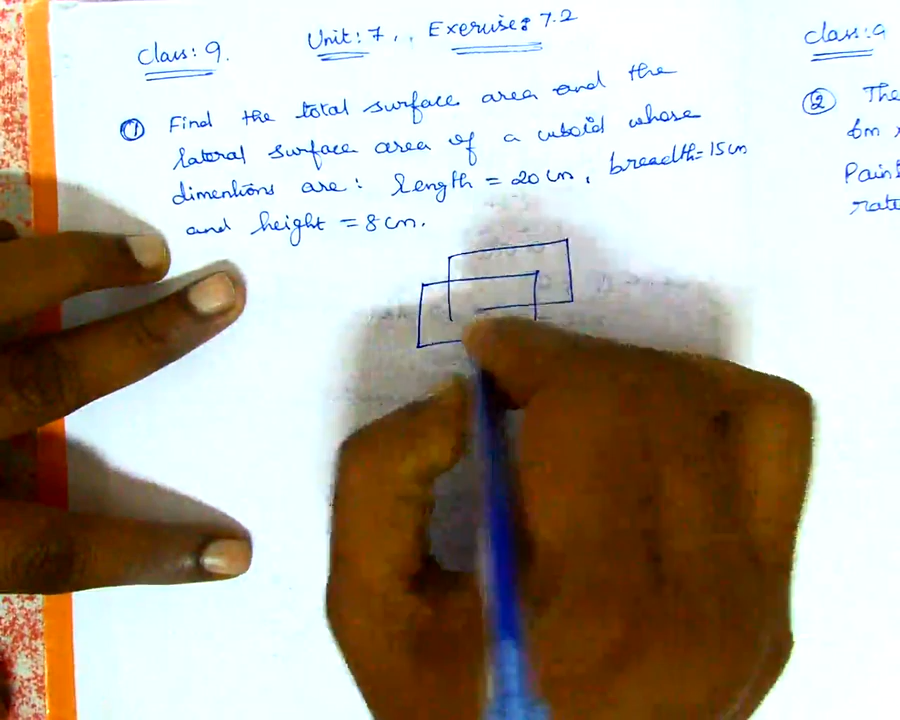 Class: 9. Unit: 7, . Exercise: 7.2
① Find the total surface area and the
lateral surface area of a cuboid whose
dimentions are: length = 20 cm, breadth = 15 cm
and height = 8 cm.
class: 9
② The
6m
Paint
rate